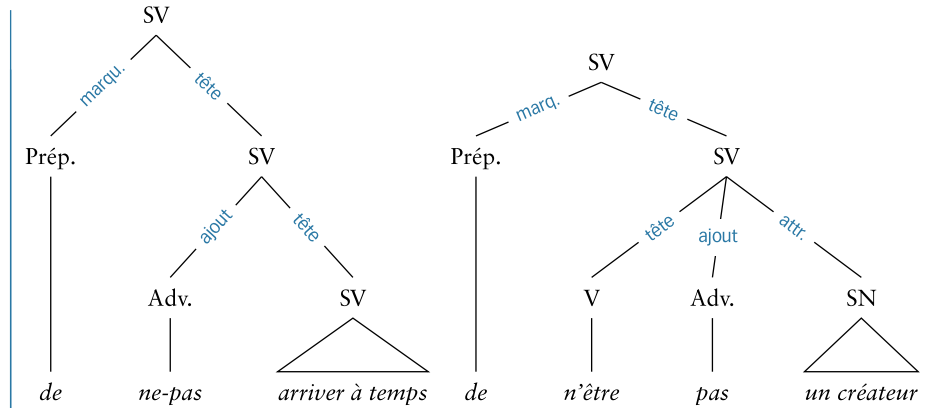 SV
SV
marqu.
tête
marq.
tête
Prép.
SV
Prép.
SV
ajout
tête
tête
ajout
attr.
Adv.
SV
V
Adv.
SN
de
ne-pas
arriver à temps
de
n'être
pas
un créateur